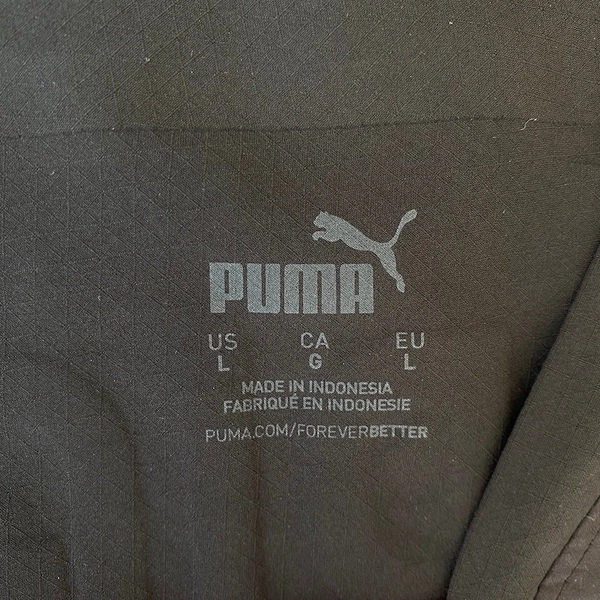 PUMA
US CA EU
L G L
MADE IN INDONESIA
FABRIQUÉ EN INDONESIE
PUMA.COM/FOREVERBETTER